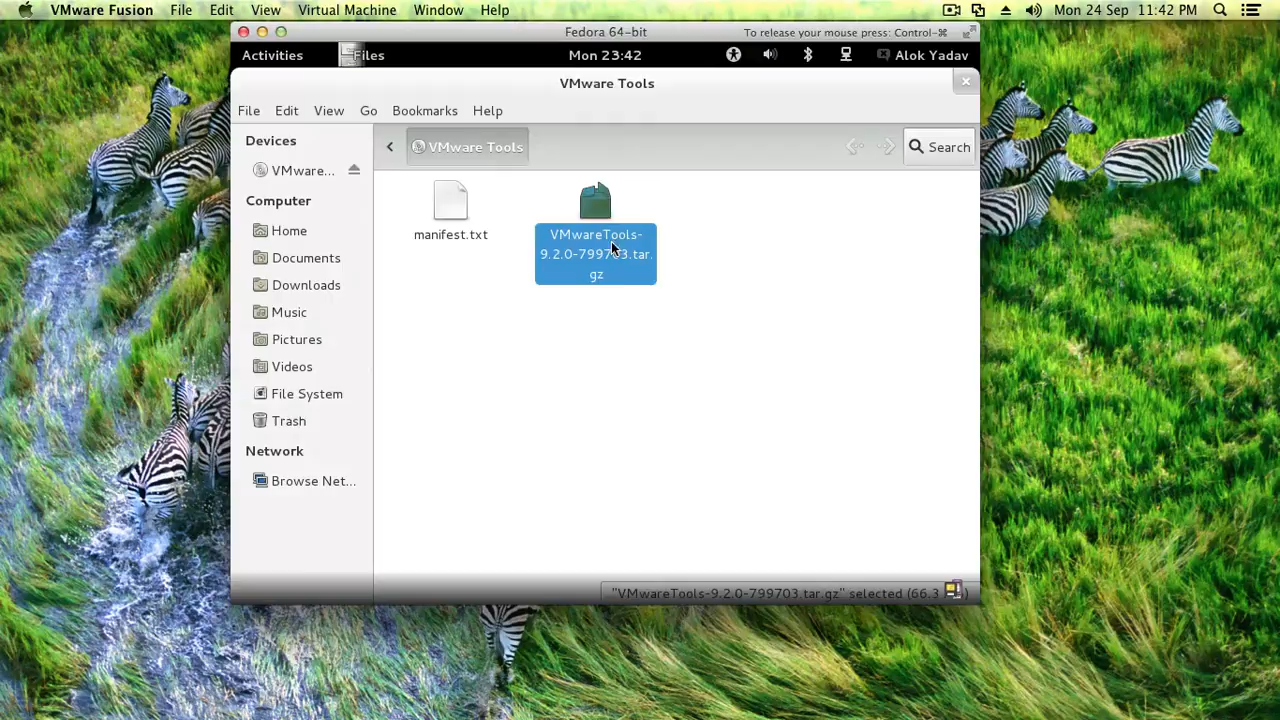 VMware Fusion File Edit View Virtual Machine Window Help Mon 24 Sep 11:42 PM
Fedora 64-bit To release your mouse press: Control-⌘
Activities Files Mon 23:42 Alok Yadav
VMware Tools
File Edit View Go Bookmarks Help
Devices
VMware...
Computer
Home
Documents
Downloads
Music
Pictures
Videos
File System
Trash
Network
Browse Net...
VMware Tools
Search
manifest.txt
VMwareTools-
9.2.0-799703.tar.
gz
"VMwareTools-9.2.0-799703.tar.gz" selected (66.3